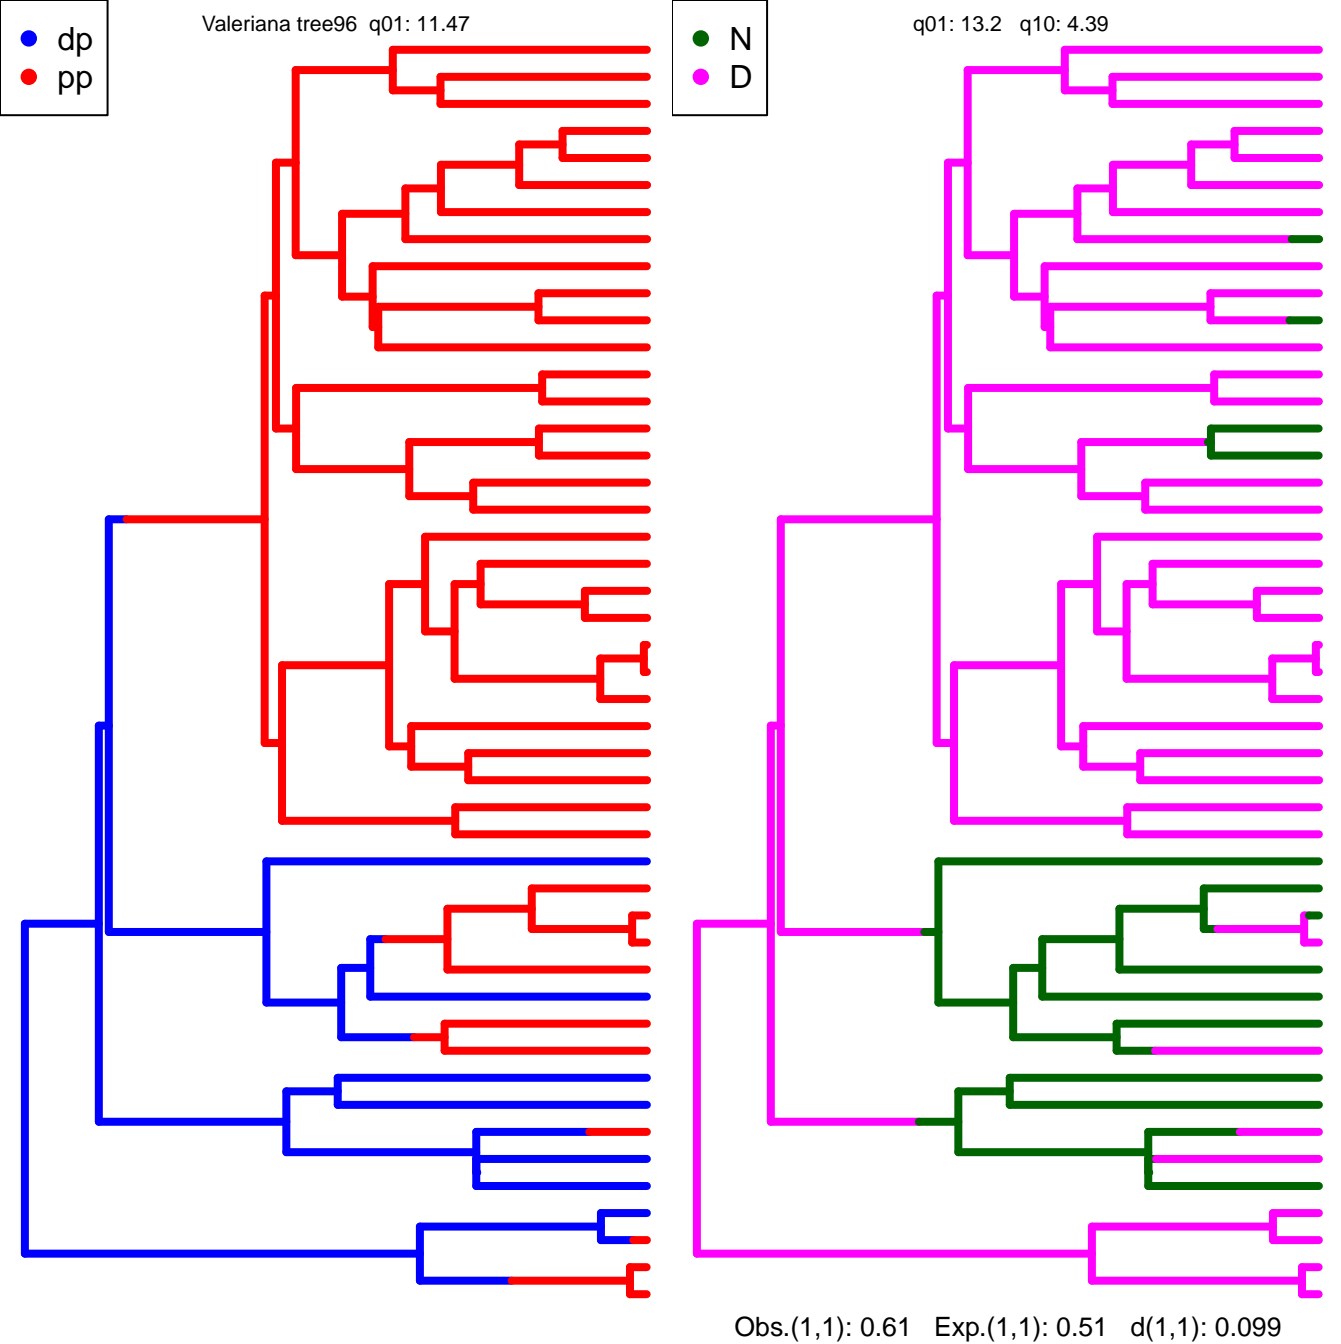 Valeriana tree96 q01: 11.47
dp
pp
q01: 13.2 q10: 4.39
N
D
Obs.(1,1): 0.61 Exp.(1,1): 0.51 d(1,1): 0.099